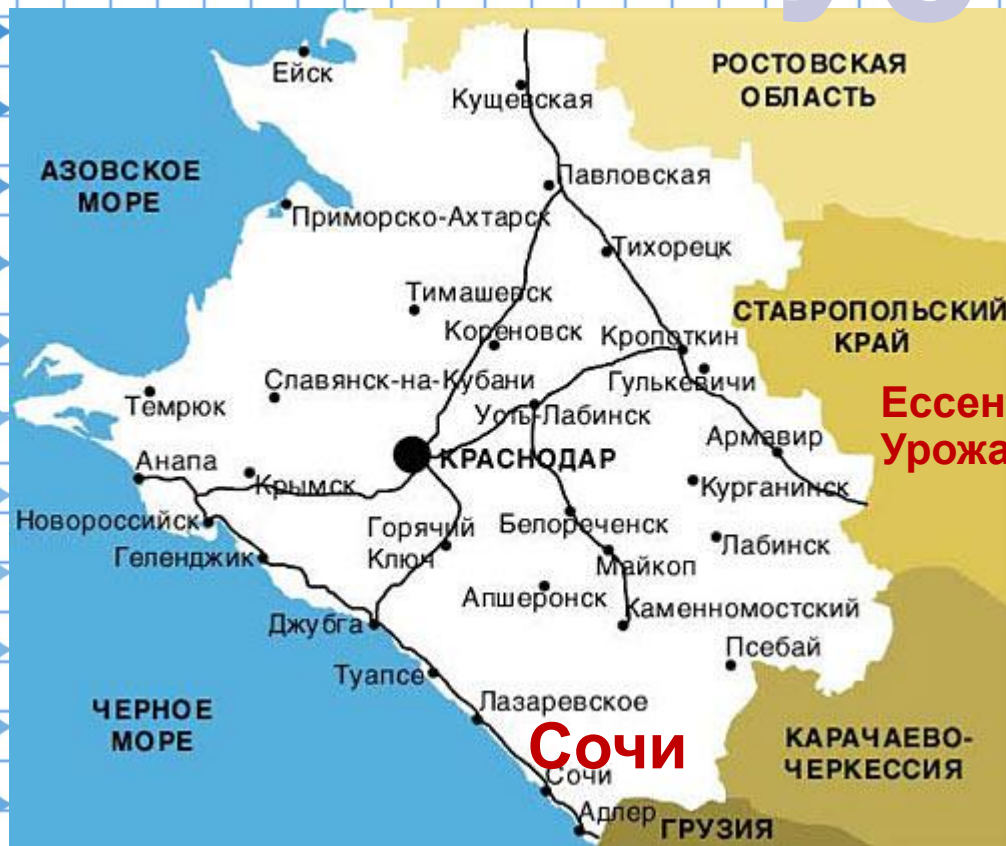 Ейск
РОСТОВСКАЯ
ОБЛАСТЬ
Кущевская
АЗОВСКОЕ
МОРЕ
Павловская
Приморско-Ахтарск
Тихорецк
Тимашевск
СТАВРОПОЛЬСКИЙ
КРАЙ
Кореновск
Кропоткин
Славянск-на-Кубани
Гулькевичи
Темрюк
Усть-Лабинск
Ессен
Урожа
Армавир
Анапа
КРАСНОДАР
Крымск
Курганинск
Новороссийск
Горячий
Ключ
Белореченск
Геленджик
Лабинск
Майкоп
Апшеронск
Каменномостский
Джубга
Псебай
Туапсе
Лазаревское
ЧЕРНОЕ
МОРЕ
Сочи
КАРАЧАЕВО-
ЧЕРКЕССИЯ
Сочи
Адлер
ГРУЗИЯ